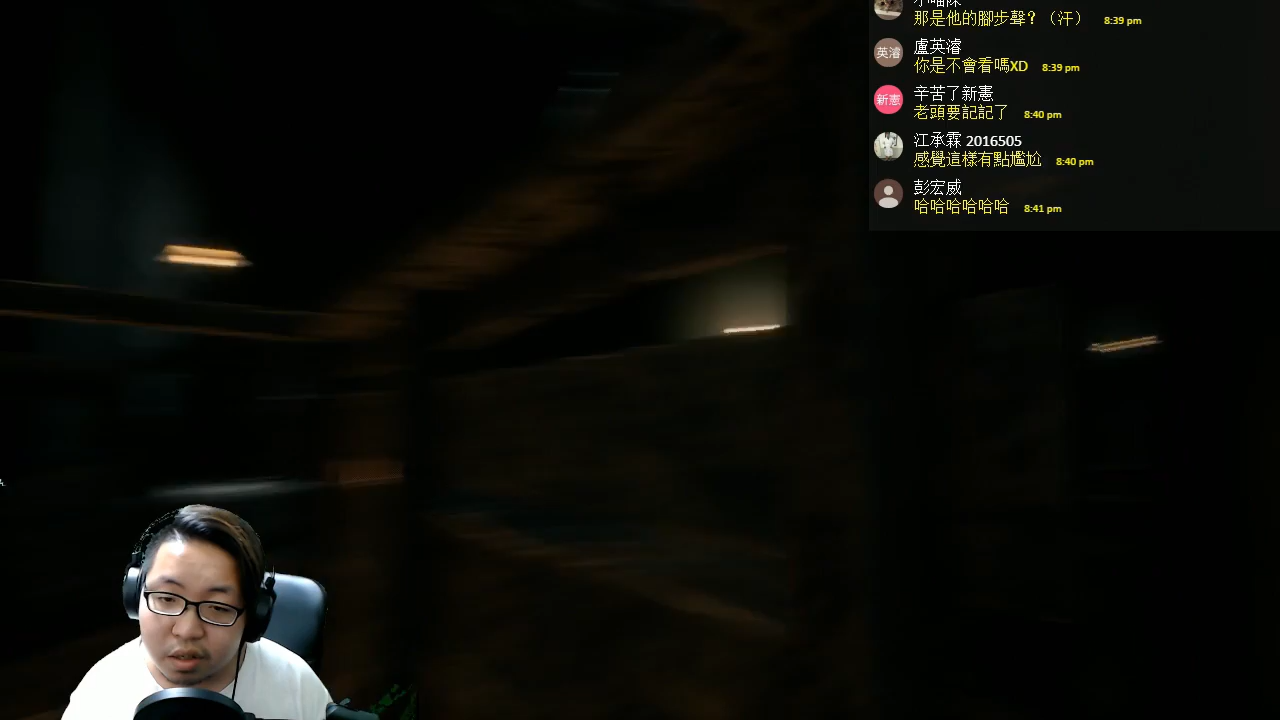 那是他的腳步聲？（汗） 8:39 pm
英濬
盧英濬
你是不會看嗎XD 8:39 pm
新憲
辛苦了新憲
老頭要記記了 8:40 pm
江承霖 2016505
感覺這樣有點尷尬 8:40 pm
彭宏威
哈哈哈哈哈哈 8:41 pm